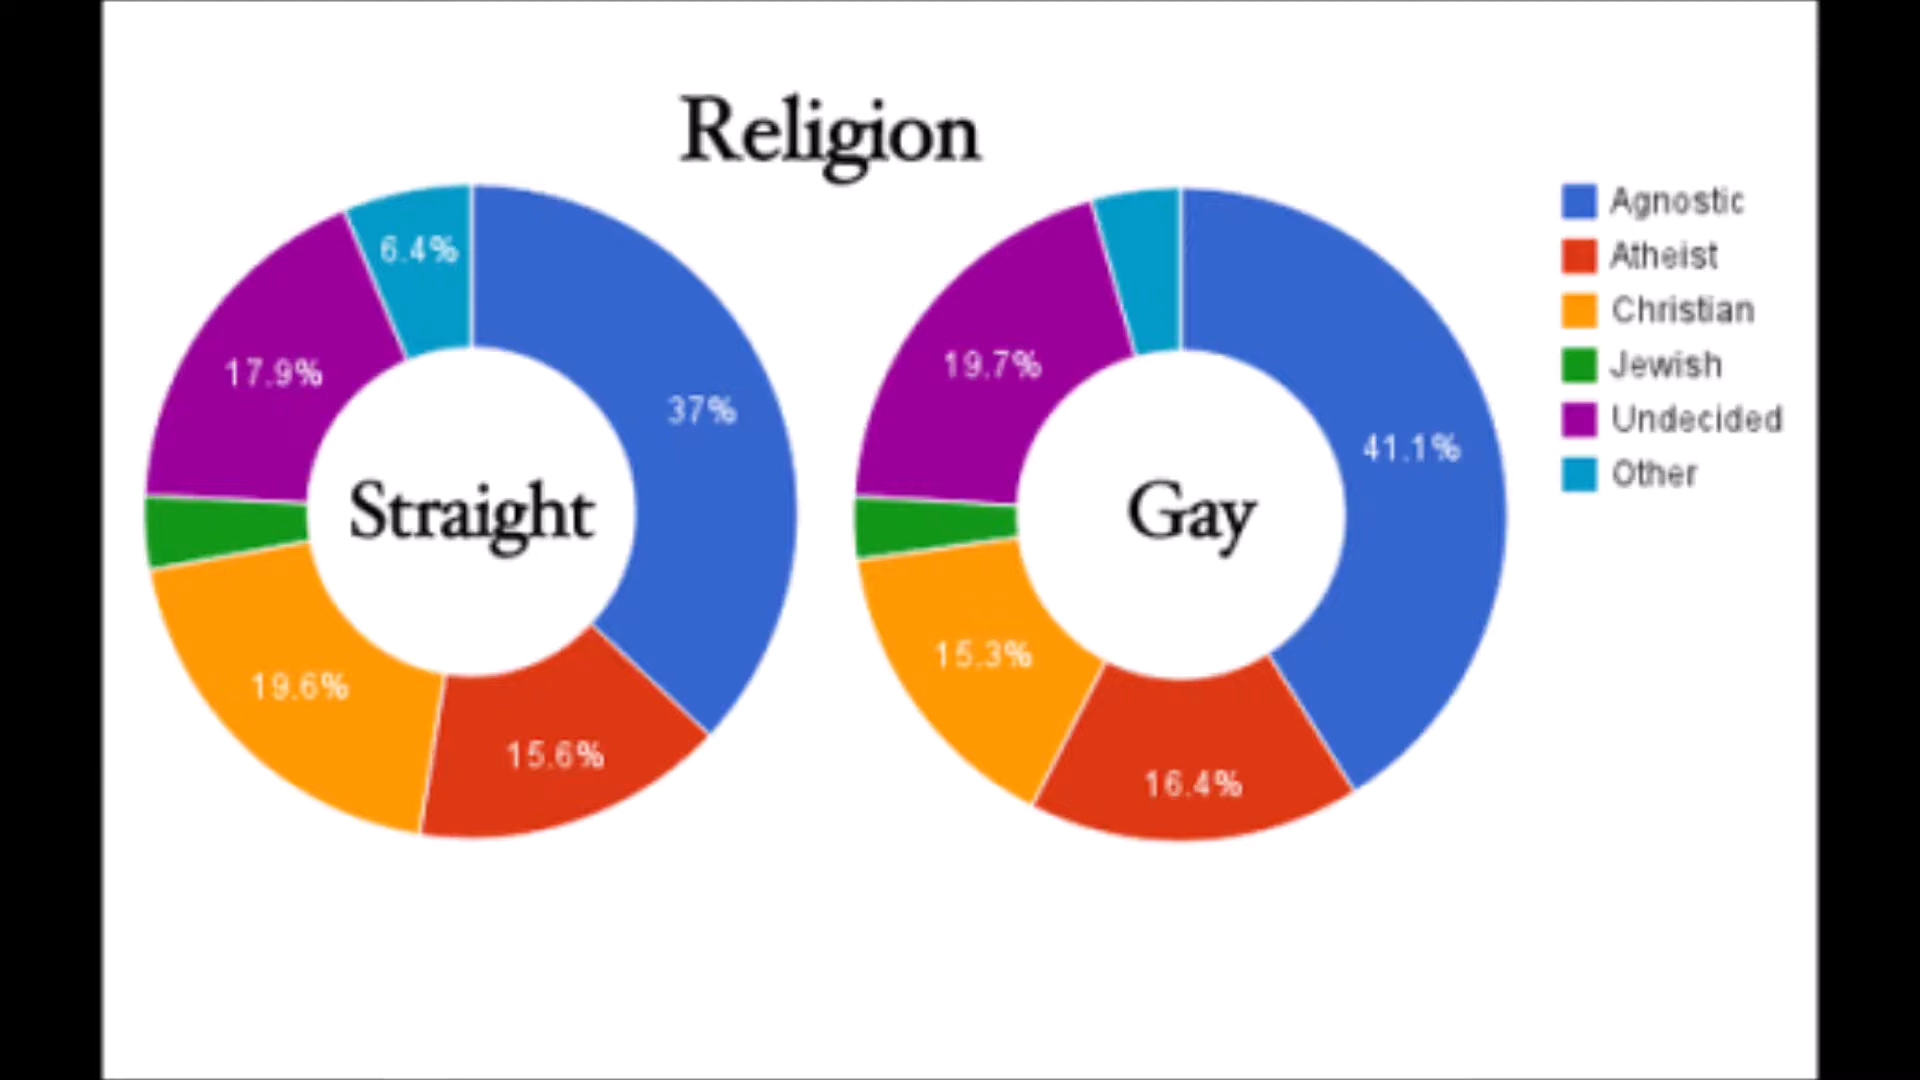 Religion
6.4%
17.9%
37%
Straight
19.6%
15.6%
19.7%
41.1%
Gay
15.3%
16.4%
Agnostic
Atheist
Christian
Jewish
Undecided
Other